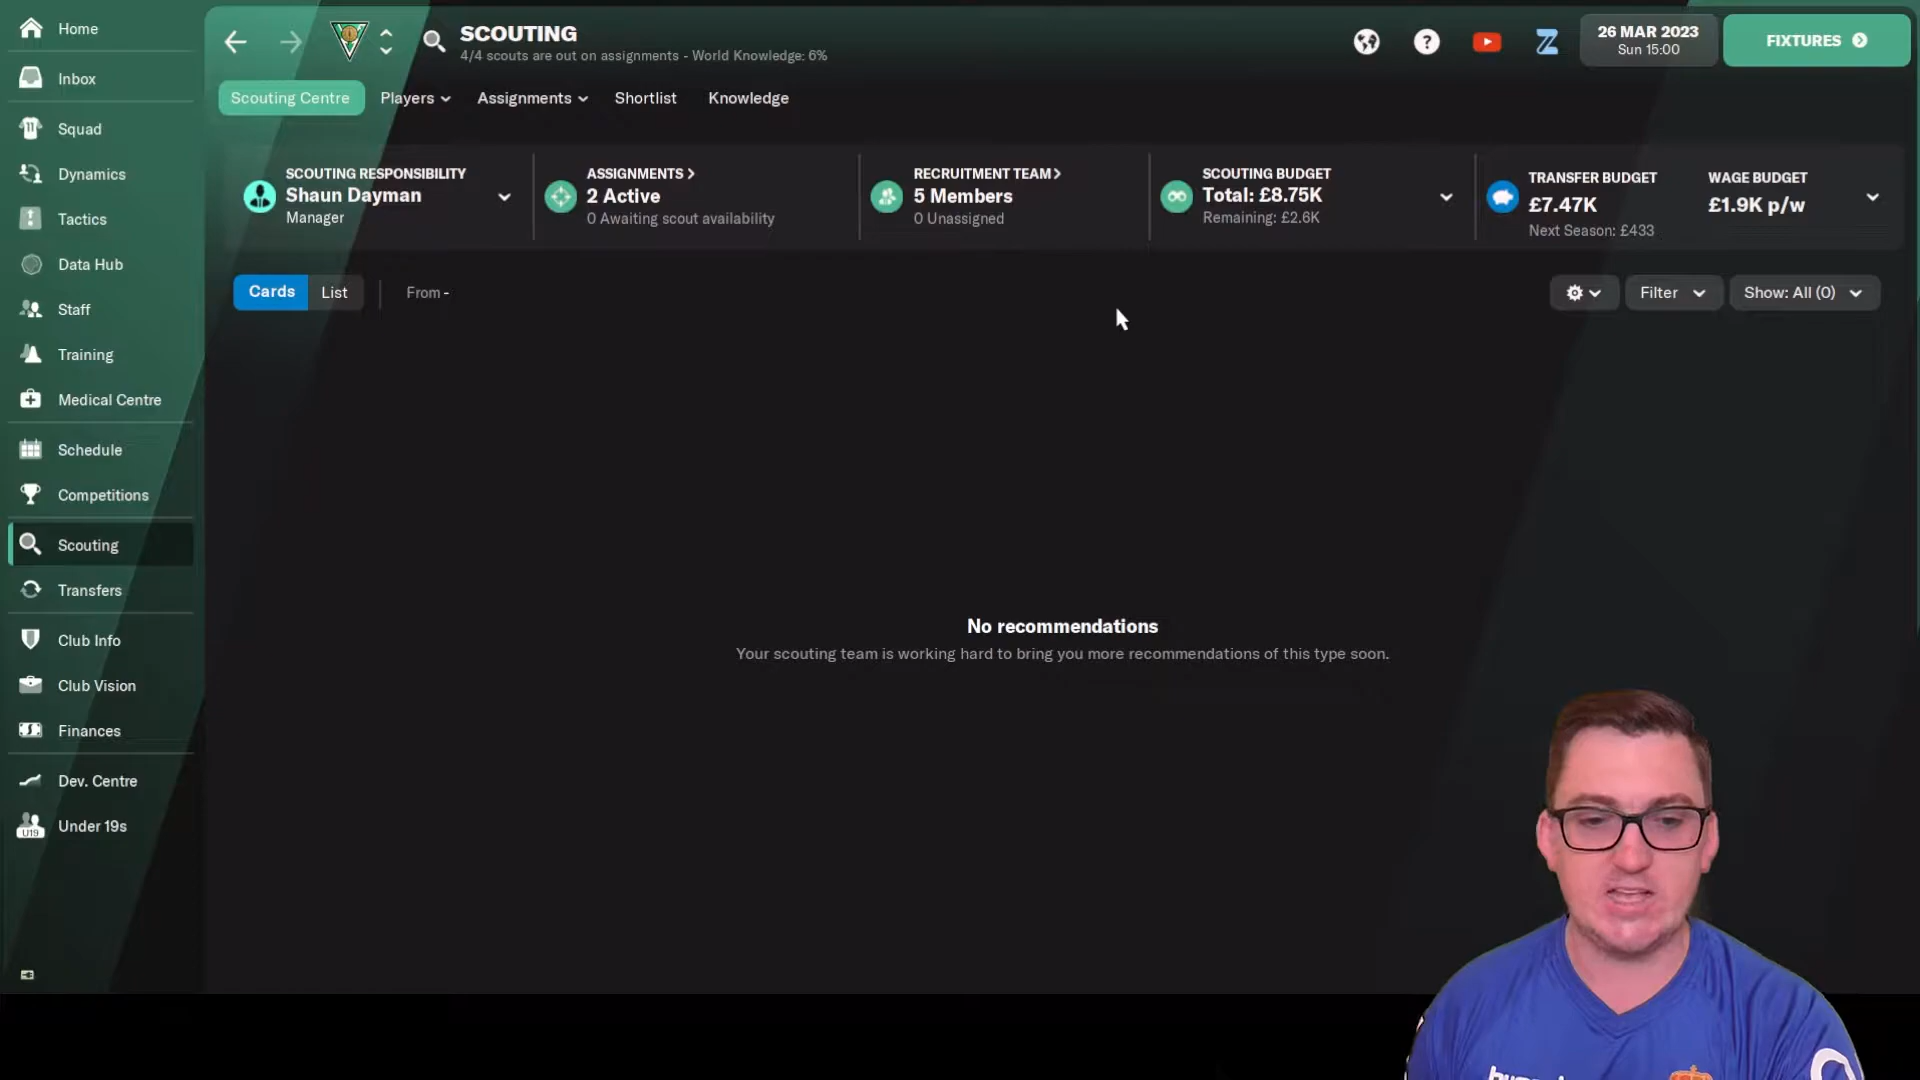 Home
Inbox
Squad
Dynamics
Tactics
Data Hub
Staff
Training
Medical Centre
Schedule
Competitions
Scouting
Transfers
Club Info
Club Vision
Finances
Dev. Centre
U19
Under 19s
SCOUTING
4/4 scouts are out on assignments - World Knowledge: 6%
?
26 MAR 2023
Sun 15:00
FIXTURES
Scouting Centre
Players
Assignments
Shortlist
Knowledge
SCOUTING RESPONSIBILITY
Shaun Dayman
Manager
ASSIGNMENTS >
2 Active
0 Awaiting scout availability
RECRUITMENT TEAM >
5 Members
0 Unassigned
SCOUTING BUDGET
Total: £8.75K
Remaining: £2.6K
TRANSFER BUDGET
£7.47K
Next Season: £433
WAGE BUDGET
£1.9K p/w
Cards
List
From -
Filter
Show: All (0)
No recommendations
Your scouting team is working hard to bring you more recommendations of this type soon.